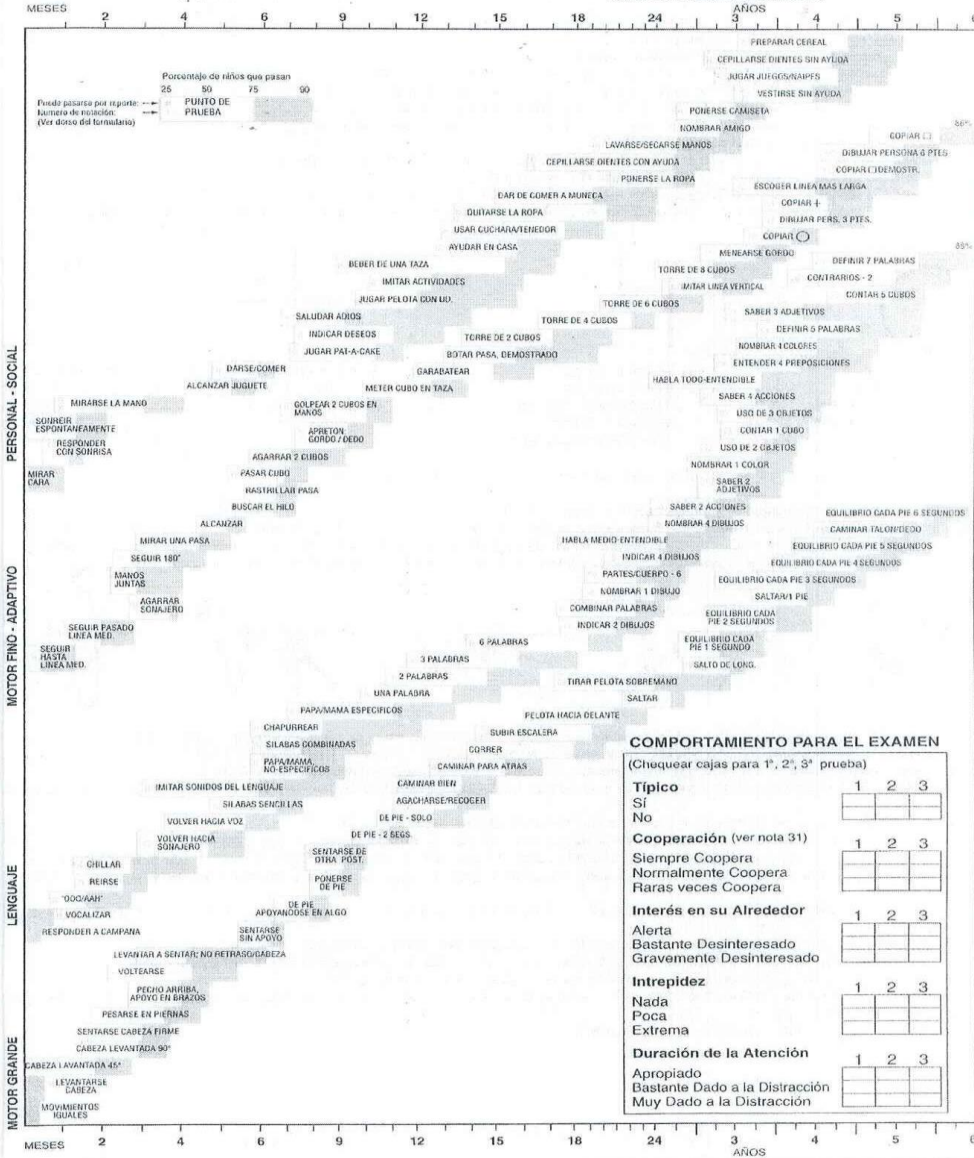 MESES 2 4 6 9 12 15 18 24 AÑOS 3 4 5 6
Porcentaje de niños que pasan
25 50 75 90
Puede pasarse por reporte:
PUNTO DE
Número de notación:
PRUEBA
(Ver dorso del formulario)
PERSONAL - SOCIAL
PREPARAR CEREAL
CEPILLARSE DIENTES SIN AYUDA
JUGAR JUEGOS/NAIPES
VESTIRSE SIN AYUDA
PONERSE CAMISETA
NOMBRAR AMIGO
LAVARSE/SECARSE MANOS
CEPILLARSE DIENTES CON AYUDA
PONERSE LA ROPA
DAR DE COMER A MUNECA
QUITARSE LA ROPA
USAR CUCHARA/TENEDOR
AYUDAR EN CASA
BEBER DE UNA TAZA
IMITAR ACTIVIDADES
JUGAR PELOTA CON UD.
SALUDAR ADIOS
INDICAR DESEOS
JUGAR PAT-A-CAKE
DARSE/COMER
ALCANZAR JUGUETE
MIRARSE LA MANO
SONREIR
ESPONTANEAMENTE
RESPONDER
CON SONRISA
MIRAR
CARA
MOTOR FINO - ADAPTIVO
86%
COPIAR □
DIBUJAR PERSONA 6 PTES
COPIAR □ DEMOSTR.
ESCOGER LINEA MAS LARGA
COPIAR +
DIBUJAR PERS. 3 PTES.
COPIAR ◯
MENEARSE GORDO
TORRE DE 8 CUBOS
IMITAR LINEA VERTICAL
TORRE DE 6 CUBOS
TORRE DE 4 CUBOS
TORRE DE 2 CUBOS
BOTAR PASA, DEMOSTRADO
GARABATEAR
METER CUBO EN TAZA
GOLPEAR 2 CUBOS EN
MANOS
APRETON
GORDO / DEDO
AGARRAR 2 CUBOS
PASAR CUBO
RASTRILLAR PASA
BUSCAR EL HILO
ALCANZAR
MIRAR UNA PASA
SEGUIR 180°
MANOS
JUNTAS
AGARRAR
SONAJERO
SEGUIR PASADO
LINEA MED.
SEGUIR
HASTA
LINEA MED.
LENGUAJE
88%
DEFINIR 7 PALABRAS
CONTRARIOS - 2
CONTAR 5 CUBOS
SABER 3 ADJETIVOS
DEFINIR 5 PALABRAS
NOMBRAR 4 COLORES
ENTENDER 4 PREPOSICIONES
HABLA TODO-ENTENDIBLE
SABER 4 ACCIONES
USO DE 3 OBJETOS
CONTAR 1 CUBO
USO DE 2 OBJETOS
NOMBRAR 1 COLOR
SABER 2
ADJETIVOS
SABER 2 ACCIONES
NOMBRAR 4 DIBUJOS
HABLA MEDIO-ENTENDIBLE
INDICAR 4 DIBUJOS
PARTES/CUERPO - 6
NOMBRAR 1 DIBUJO
COMBINAR PALABRAS
INDICAR 2 DIBUJOS
6 PALABRAS
3 PALABRAS
2 PALABRAS
UNA PALABRA
PAPA/MAMA ESPECIFICOS
CHAPURREAR
SILABAS COMBINADAS
PAPA/MAMA,
NO-ESPECIFICOS
IMITAR SONIDOS DEL LENGUAJE
SILABAS SENCILLAS
VOLVER HACIA VOZ
VOLVER HACIA
SONAJERO
CHILLAR
REIRSE
"OOO/AAH"
VOCALIZAR
RESPONDER A CAMPANA
MOTOR GRANDE
EQUILIBRIO CADA PIE 6 SEGUNDOS
CAMINAR TALON/DEDO
EQUILIBRIO CADA PIE 5 SEGUNDOS
EQUILIBRIO CADA PIE 4 SEGUNDOS
EQUILIBRIO CADA PIE 3 SEGUNDOS
SALTAR/1 PIE
EQUILIBRIO CADA
PIE 2 SEGUNDOS
EQUILIBRIO CADA
PIE 1 SEGUNDO
SALTO DE LONG.
TIRAR PELOTA SOBREMANO
SALTAR
PELOTA HACIA DELANTE
SUBIR ESCALERA
CORRER
CAMINAR PARA ATRAS
CAMINAR BIEN
AGACHARSE/RECOGER
DE PIE - SOLO
DE PIE - 2 SEGS.
SENTARSE DE
OTRA POST.
PONERSE
DE PIE
DE PIE
APOYANDOSE EN ALGO
SENTARSE
SIN APOYO
LEVANTAR A SENTAR; NO RETRASO/CABEZA
VOLTEARSE
PECHO ARRIBA,
APOYO EN BRAZOS
PESARSE EN PIERNAS
SENTARSE CABEZA FIRME
CABEZA LEVANTADA 90°
CABEZA LAVANTADA 45°
LEVANTARSE
CABEZA
MOVIMIENTOS
IGUALES
COMPORTAMIENTO PARA EL EXAMEN
(Chequear cajas para 1ª, 2ª, 3ª prueba)
Típico 1 2 3
Sí
No
Cooperación (ver nota 31) 1 2 3
Siempre Coopera
Normalmente Coopera
Raras veces Coopera
Interés en su Alrededor 1 2 3
Alerta
Bastante Desinteresado
Gravemente Desinteresado
Intrepidez 1 2 3
Nada
Poca
Extrema
Duración de la Atención 1 2 3
Apropiado
Bastante Dado a la Distracción
Muy Dado a la Distracción
MESES 2 4 6 9 12 15 18 24 3 4 5 6
AÑOS